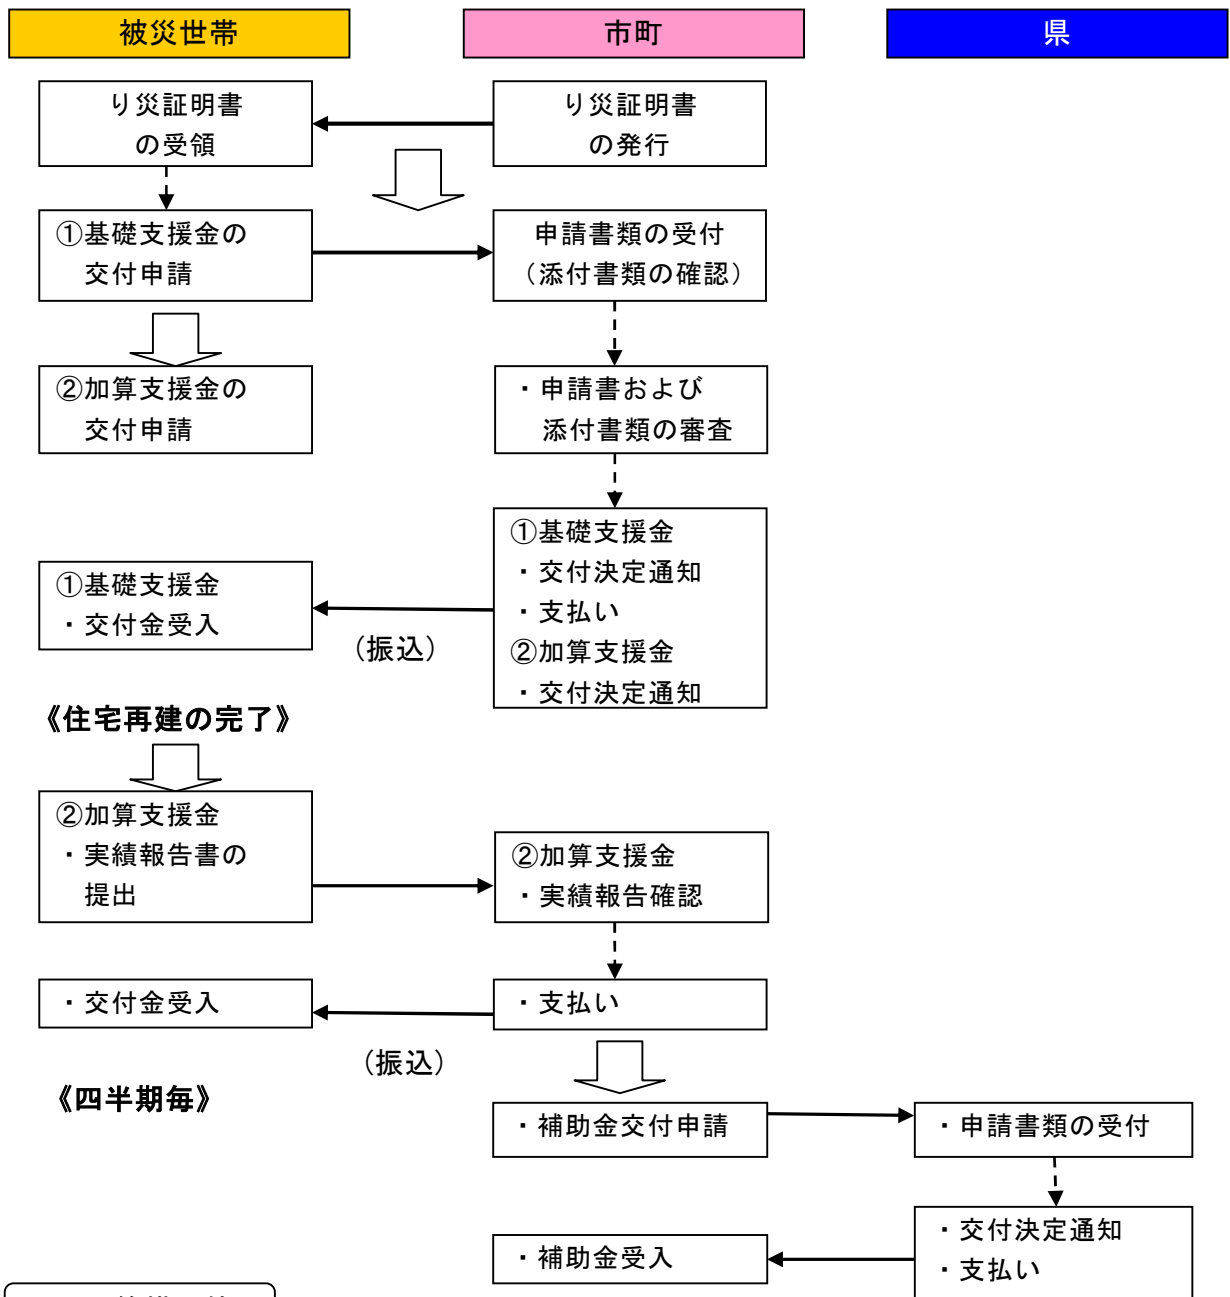 被災世帯
市町
県
り災証明書
の受領
り災証明書
の発行
①基礎支援金の
交付申請
申請書類の受付
（添付書類の確認）
②加算支援金の
交付申請
・申請書および
添付書類の審査
①基礎支援金
・交付決定通知
・支払い
②加算支援金
・交付決定通知
①基礎支援金
・交付金受入
（振込）
《住宅再建の完了》
②加算支援金
・実績報告書の
提出
②加算支援金
・実績報告確認
・交付金受入
・支払い
（振込）
《四半期毎》
・補助金交付申請
・申請書類の受付
・補助金受入
・交付決定通知
・支払い